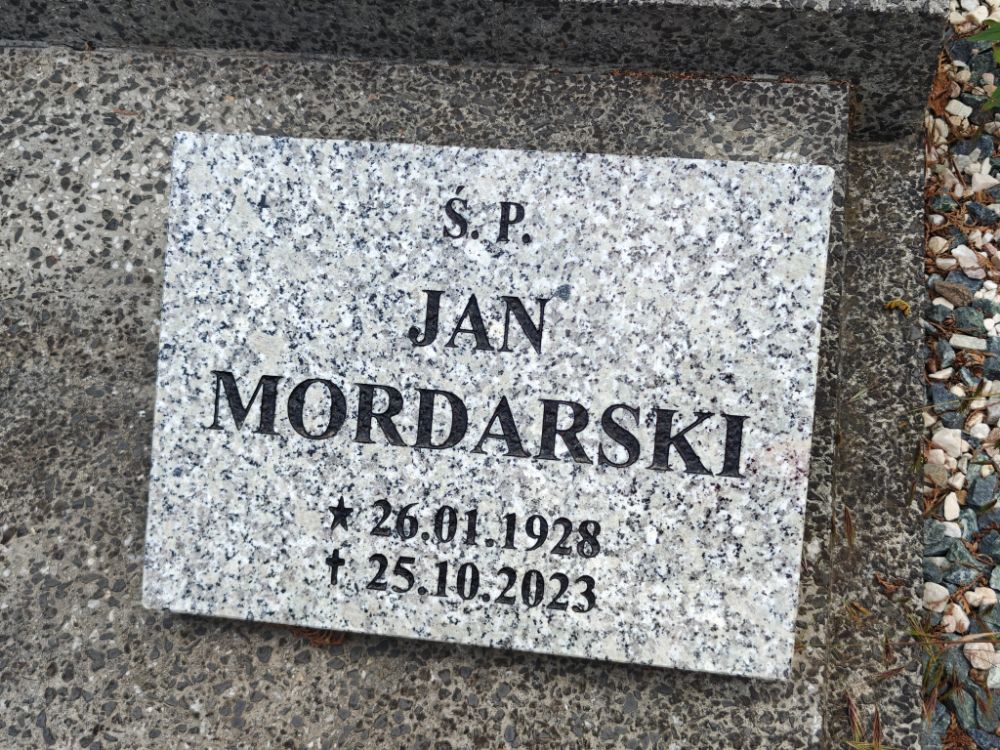 Ś. P.
JAN
MORDARSKI
★ 26.01.1928
✝ 25.10.2023